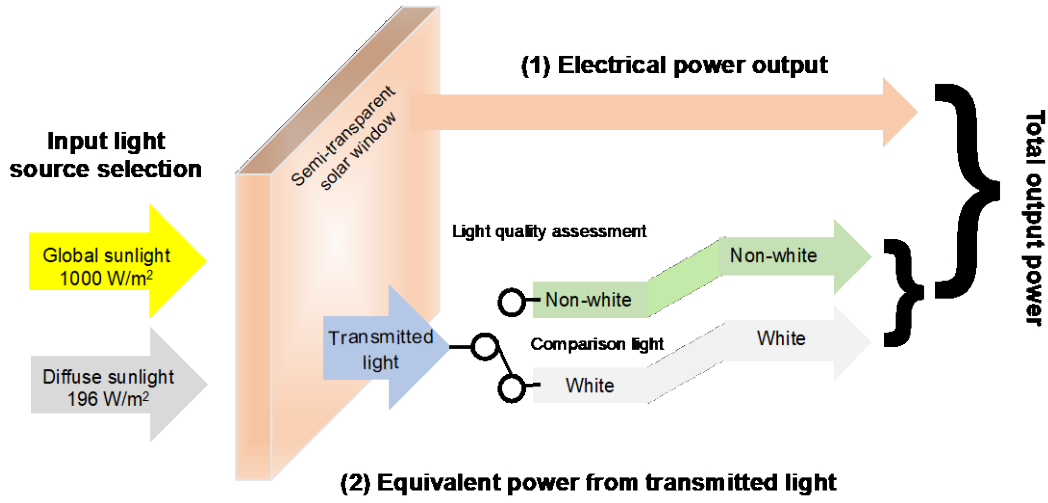 (1) Electrical power output
Input light
source selection
Semi-transparent
solar window
Total output power
Global sunlight
1000 W/m²
Light quality assessment
Non-white
Non-white
Transmitted
light
Comparison light
White
White
Diffuse sunlight
196 W/m²
(2) Equivalent power from transmitted light